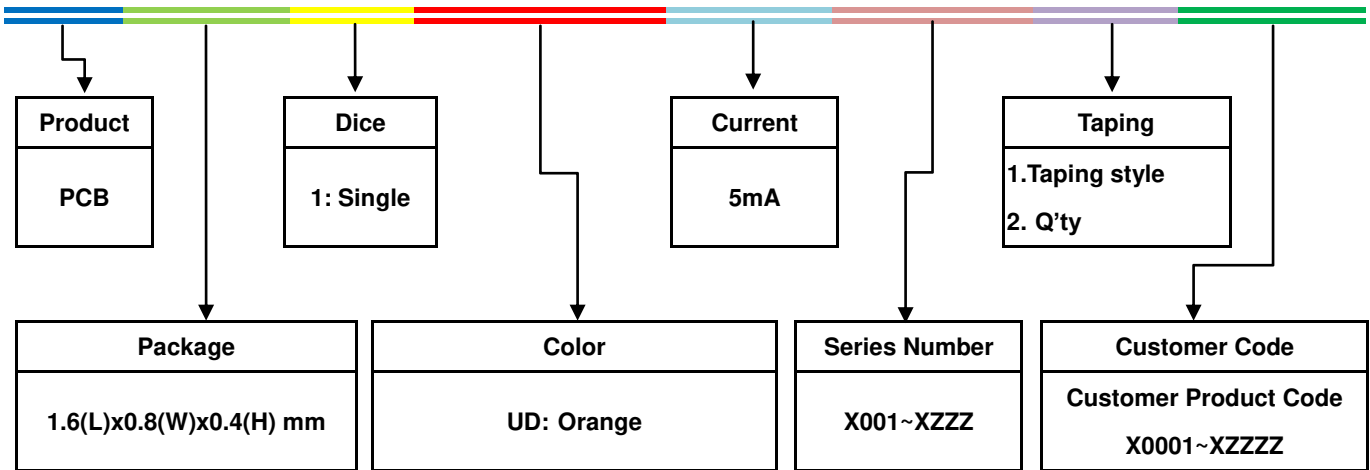 Product
PCB
Dice
1: Single
Current
5mA
Taping
1.Taping style
2. Q’ty
Package
1.6(L)x0.8(W)x0.4(H) mm
Color
UD: Orange
Series Number
X001~XZZZ
Customer Code
Customer Product Code
X0001~XZZZZ